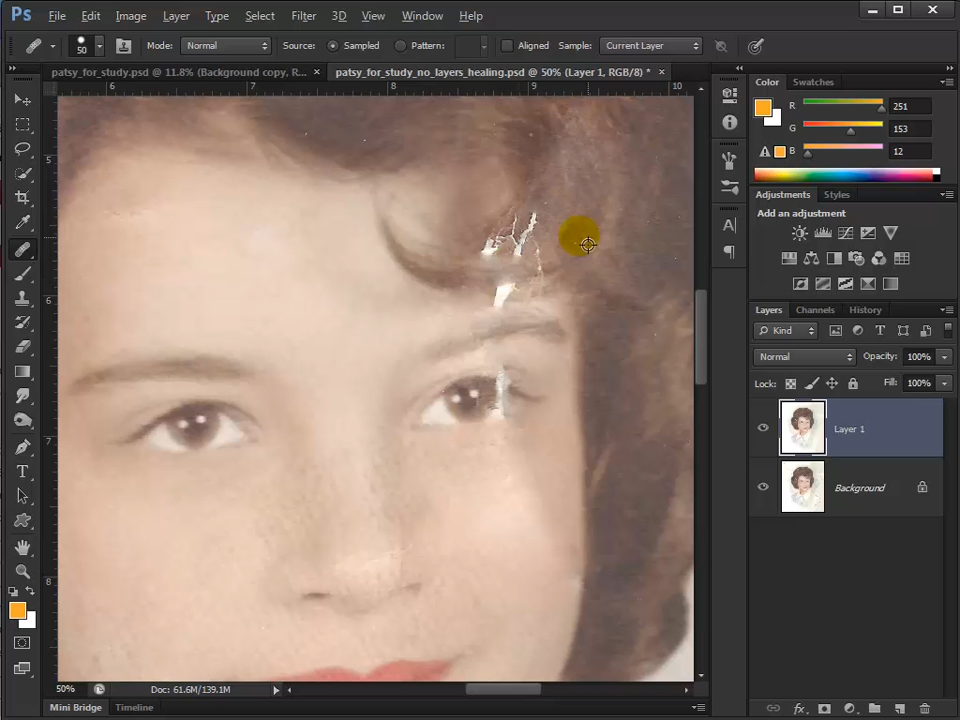 Ps File Edit Image Layer Type Select Filter 3D View Window Help
50 Mode: Normal Source: Sampled Pattern: Aligned Sample: Current Layer
patsy_for_study.psd @ 11.8% (Background copy, R... × patsy_for_study_no_layers_healing.psd @ 50% (Layer 1, RGB/8) * ×
6 7 8 9 10
5
6
7
8
Color Swatches
R 251
G 153
B 12
Adjustments Styles
Add an adjustment
Layers Channels History
Kind
Normal Opacity: 100%
Lock: Fill: 100%
Layer 1
Background
50% Doc: 61.6M/139.1M
Mini Bridge Timeline